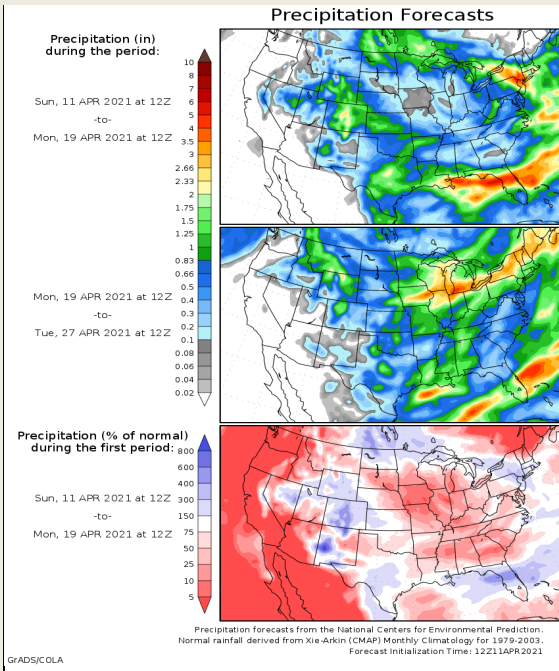 Precipitation Forecasts
Precipitation (in)
during the period:
Sun, 11 APR 2021 at 12Z
-to-
Mon, 19 APR 2021 at 12Z
10
8
7
6
5
4
3.5
3
2.66
2.33
2
1.75
1.5
1.25
1
0.83
0.66
0.5
0.4
0.3
0.2
0.1
0.08
0.06
0.04
0.02
Mon, 19 APR 2021 at 12Z
-to-
Tue, 27 APR 2021 at 12Z
Precipitation (% of normal)
during the first period:
Sun, 11 APR 2021 at 12Z
-to-
Mon, 19 APR 2021 at 12Z
800
600
400
300
150
75
50
25
10
5
Precipitation forecasts from the National Centers for Environmental Prediction.
Normal rainfall derived from Xie-Arkin (CMAP) Monthly Climatology for 1979-2003.
Forecast Initialization Time: 12Z11APR2021
GrADS/COLA